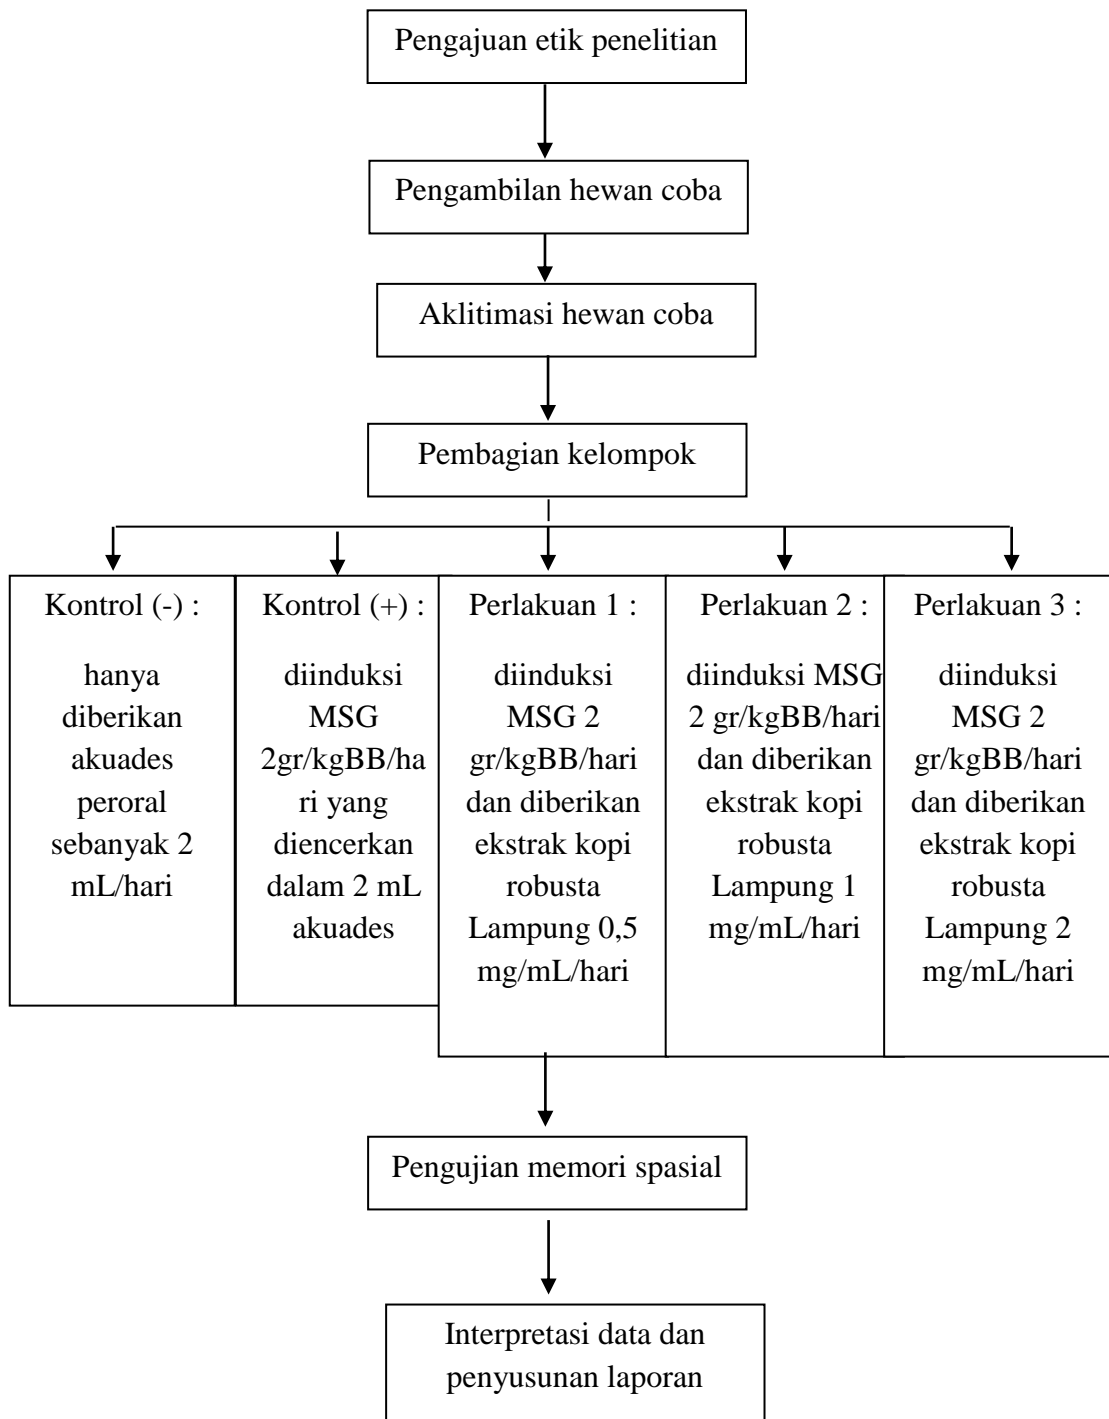 Pengajuan etik penelitian
Pengambilan hewan coba
Aklitimasi hewan coba
Pembagian kelompok
Kontrol (-) :
hanya
diberikan
akuades
peroral
sebanyak 2
mL/hari
Kontrol (+) :
diinduksi
MSG
2gr/kgBB/ha
ri yang
diencerkan
dalam 2 mL
akuades
Perlakuan 1 :
diinduksi
MSG 2
gr/kgBB/hari
dan diberikan
ekstrak kopi
robusta
Lampung 0,5
mg/mL/hari
Perlakuan 2 :
diinduksi MSG
2 gr/kgBB/hari
dan diberikan
ekstrak kopi
robusta
Lampung 1
mg/mL/hari
Perlakuan 3 :
diinduksi
MSG 2
gr/kgBB/hari
dan diberikan
ekstrak kopi
robusta
Lampung 2
mg/mL/hari
Pengujian memori spasial
Interpretasi data dan
penyusunan laporan